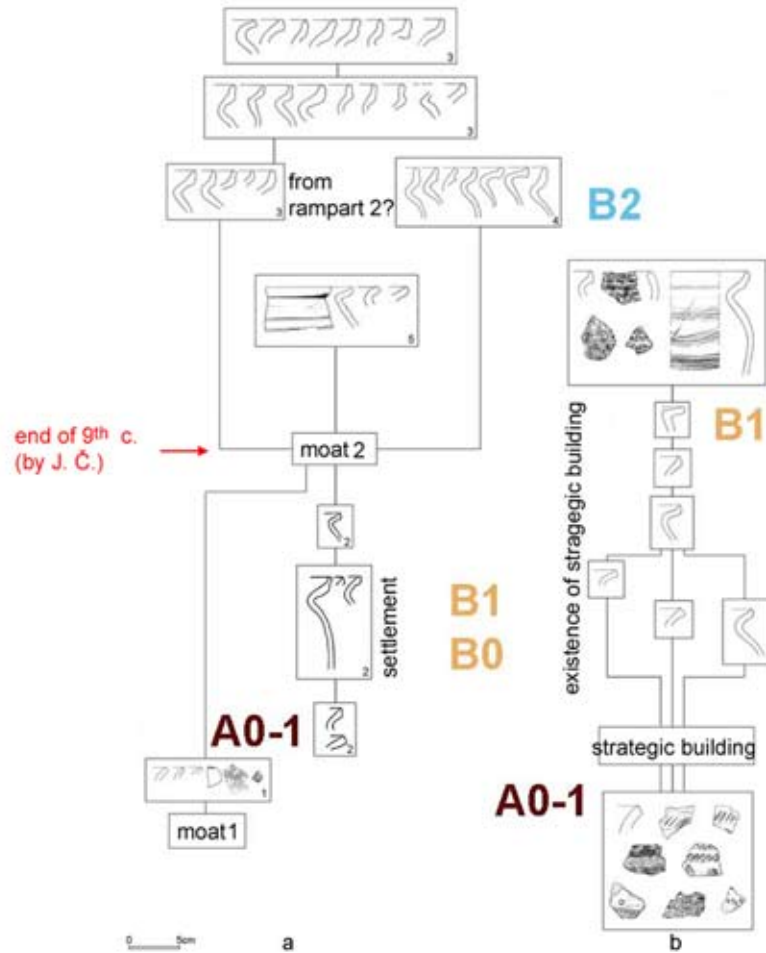 3
3
3
from
rampart 2?
4
B2
5
B1
end of 9th c.
(by J. Č.)
moat 2
2
existence of stragegic building
2
settlement
B1
B0
2
A0-1
strategic building
1
moat 1
A0-1
0 5cm
a
b